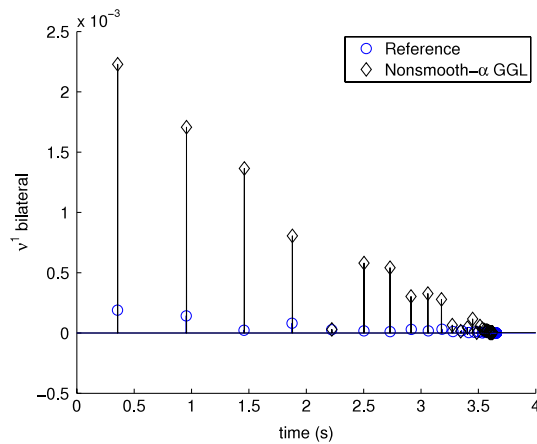 × 10⁻³
2.5
2
1.5
1
0.5
0
−0.5
0 0.5 1 1.5 2 2.5 3 3.5 4
time (s)
ν¹ bilateral
Reference
Nonsmooth-α GGL